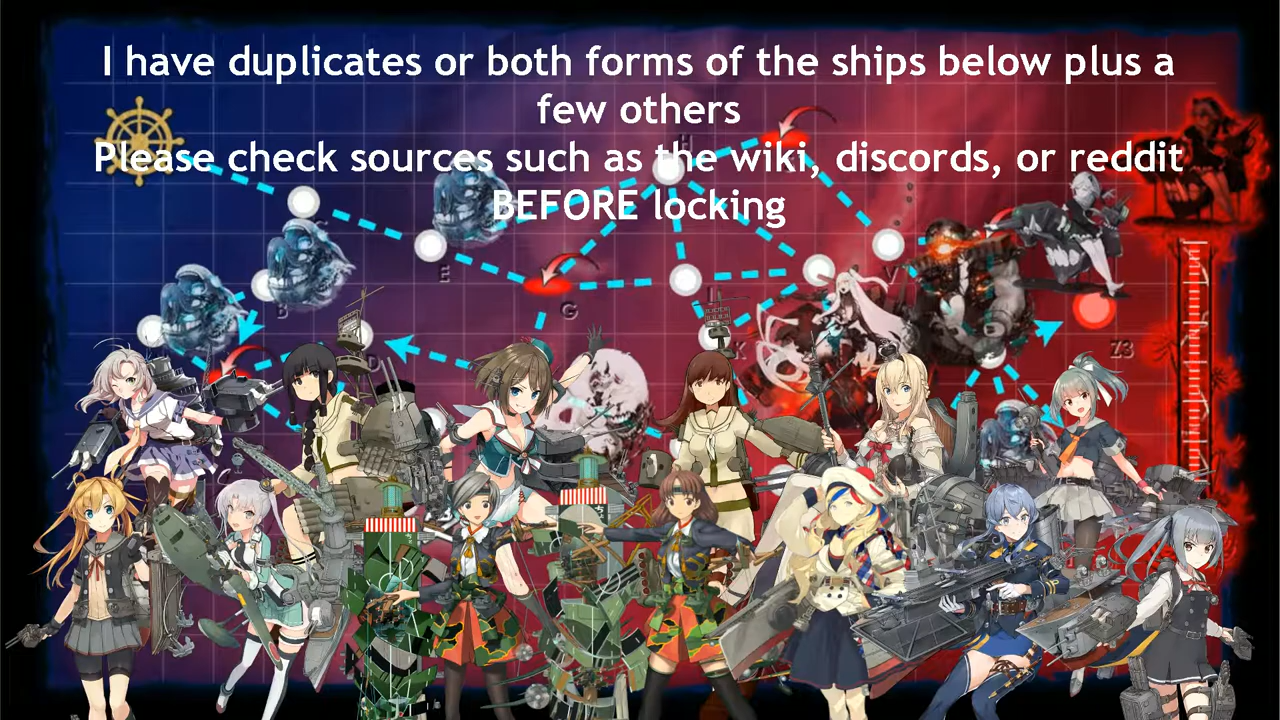 I have duplicates or both forms of the ships below plus a
few others
Please check sources such as the wiki, discords, or reddit
BEFORE locking
H
E
V
G
I
B
D
K
Z3